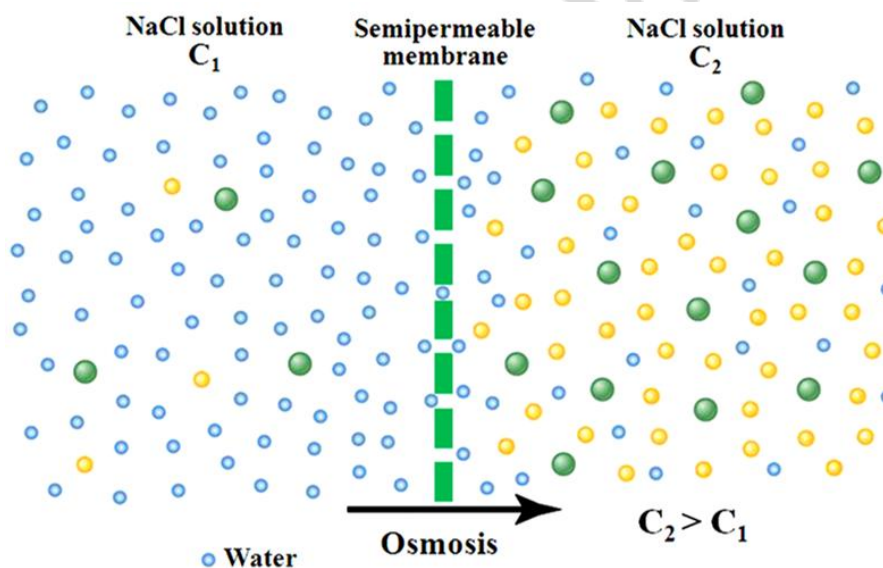 NaCl solution
C₁
Semipermeable
membrane
NaCl solution
C₂
C₂ > C₁
Osmosis
Water